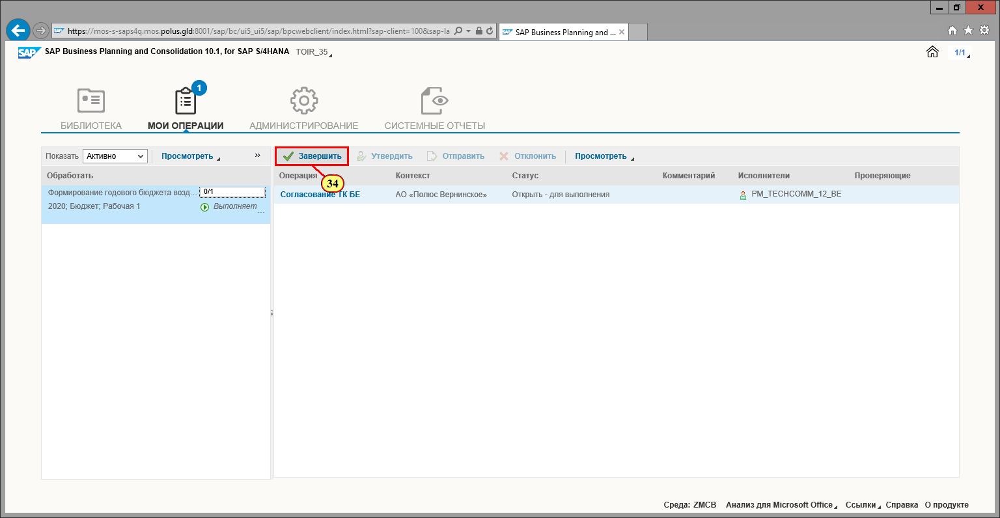 https://mos-s-saps4q.mos.polus.gld:8001/sap/bc/ui5_ui5/sap/bpcwebclient/index.html?sap-client=100&sap-la
SAP Business Planning and ...
SAP SAP Business Planning and Consolidation 10.1, for SAP S/4HANA TOIR_35
1/1
1
БИБЛИОТЕКА МОИ ОПЕРАЦИИ АДМИНИСТРИРОВАНИЕ СИСТЕМНЫЕ ОТЧЕТЫ
Показать Активно Просмотреть »
Завершить Утвердить Отправить Отклонить Просмотреть
Обработать
Операция Контекст Статус Комментарий Исполнители Проверяющие
34
Формирование годового бюджета возд... 0/1
2020; Бюджет; Рабочая 1 Выполняет ...
Согласование ТК БЕ АО «Полюс Вернинское» Открыть - для выполнения PM_TECHCOMM_12_BE
Среда: ZMCB Анализ для Microsoft Office Ссылки Справка О продукте